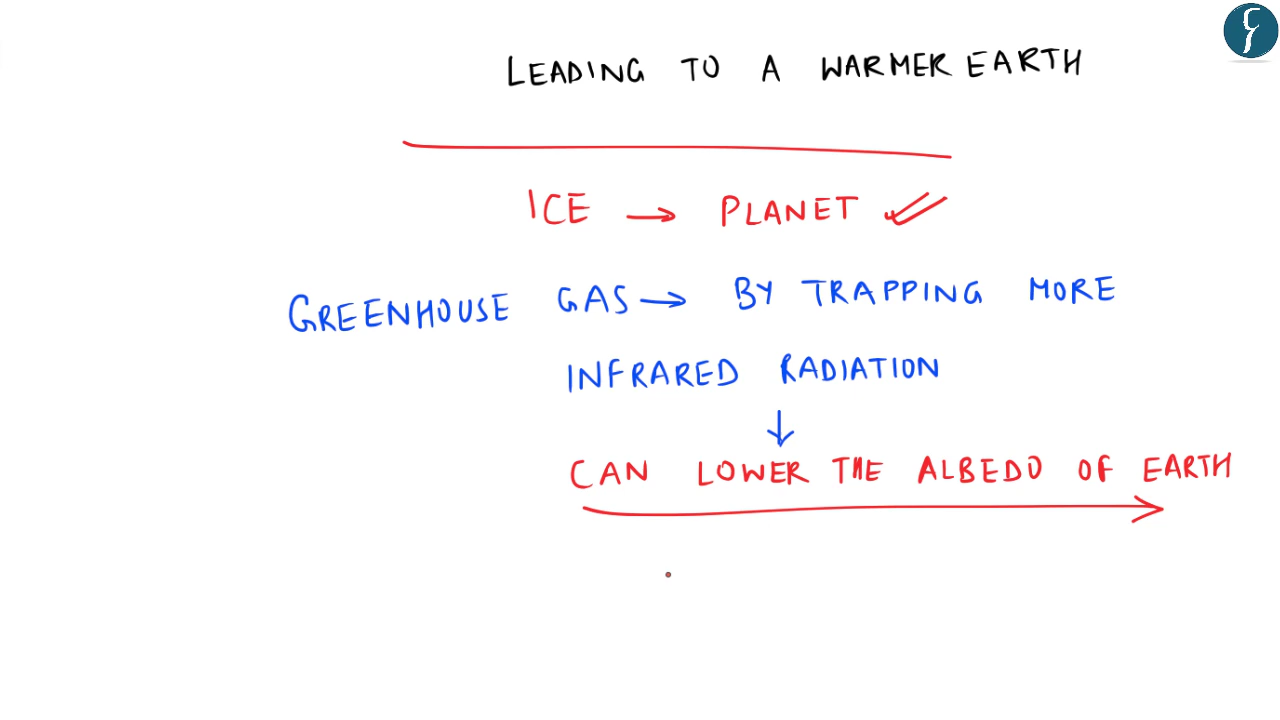 LEADING TO A WARMER EARTH
ICE → PLANET
GREENHOUSE GAS → BY TRAPPING MORE
INFRARED RADIATION
↓
CAN LOWER THE ALBEDO OF EARTH